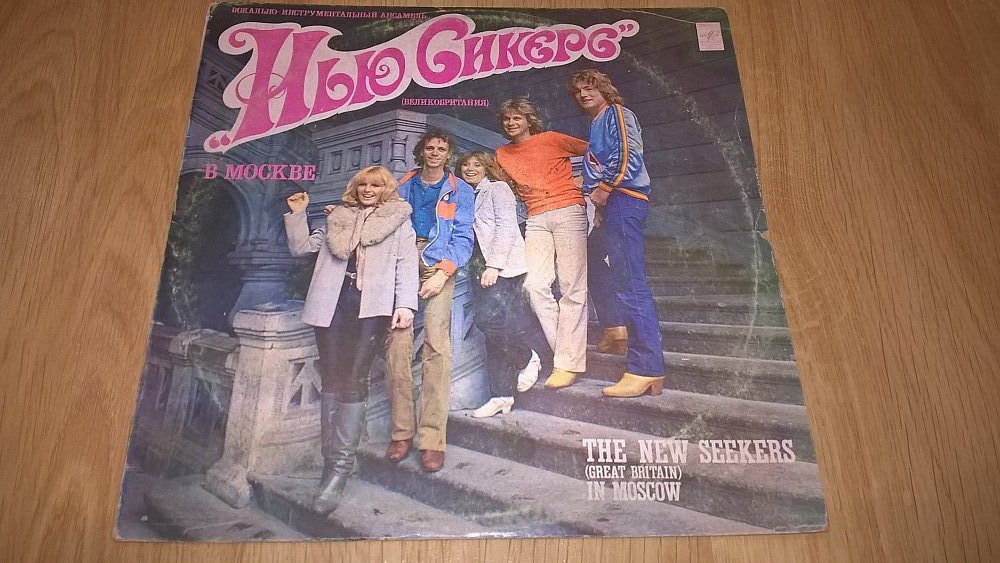 ВОКАЛЬНО-ИНСТРУМЕНТАЛЬНЫЙ АНСАМБЛЬ
„НЬЮ СИКЕРС”
(ВЕЛИКОБРИТАНИЯ)
В МОСКВЕ
THE NEW SEEKERS
(GREAT BRITAIN)
IN MOSCOW